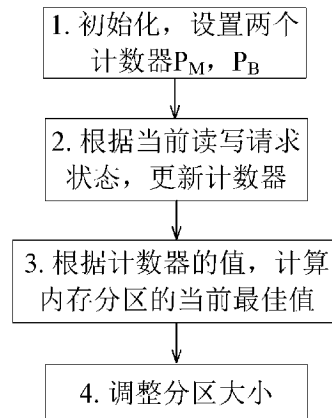 1. 初始化，设置两个
计数器P_M，P_B
2. 根据当前读写请求
状态，更新计数器
3. 根据计数器的值，计算
内存分区的当前最佳值
4. 调整分区大小